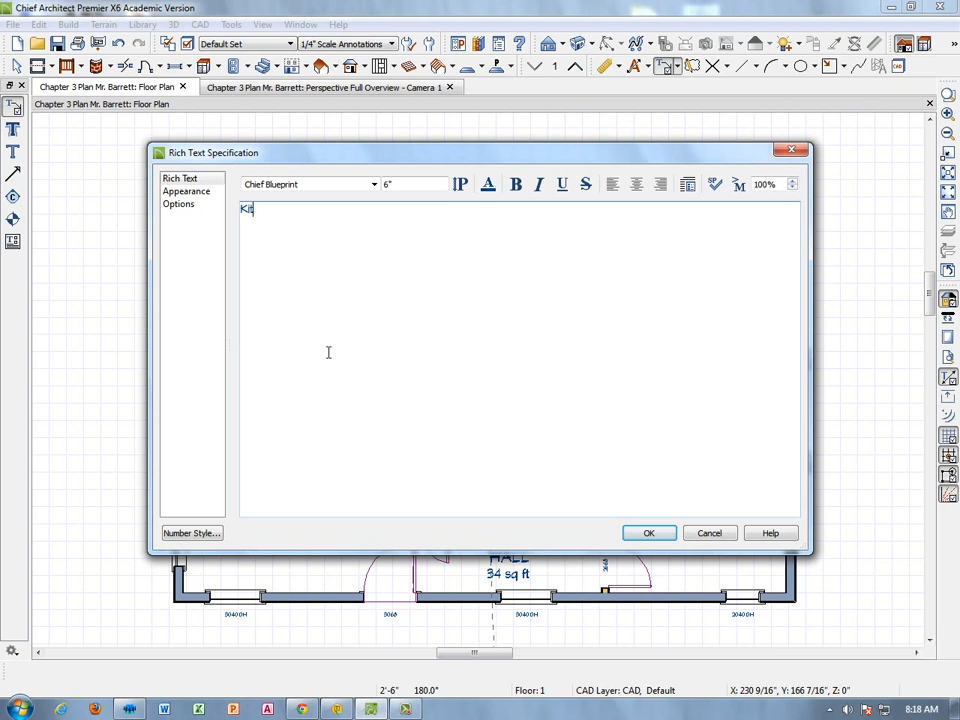 Chief Architect Premier X6 Academic Version
File Edit Build Terrain Library 3D CAD Tools View Window Help
Default Set 1/4" Scale Annotations
1
Chapter 3 Plan Mr. Barrett: Floor Plan Chapter 3 Plan Mr. Barrett: Perspective Full Overview - Camera 1
Chapter 3 Plan Mr. Barrett: Floor Plan
Rich Text Specification
Rich Text
Appearance
Options
Chief Blueprint 6" 100%
Kit
Number Style... OK Cancel Help
HALL
34 sq ft
3068
2'-6" 180.0° Floor: 1 CAD Layer: CAD, Default X: 230 9/16", Y: 166 7/16", Z: 0"
8:18 AM